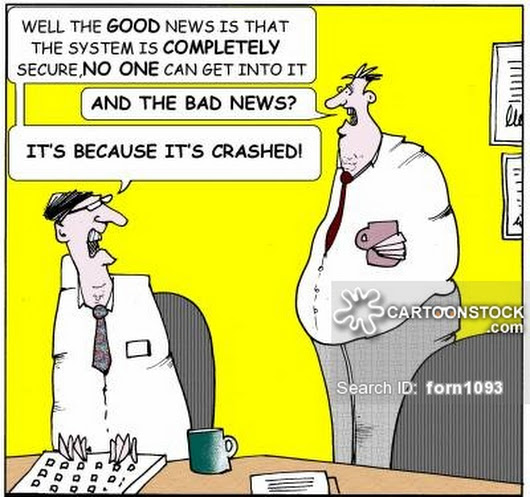 WELL THE GOOD NEWS IS THAT
THE SYSTEM IS COMPLETELY
SECURE,NO ONE CAN GET INTO IT
AND THE BAD NEWS?
IT'S BECAUSE IT'S CRASHED!
CARTOONSTOCK
.com
Search ID: forn1093